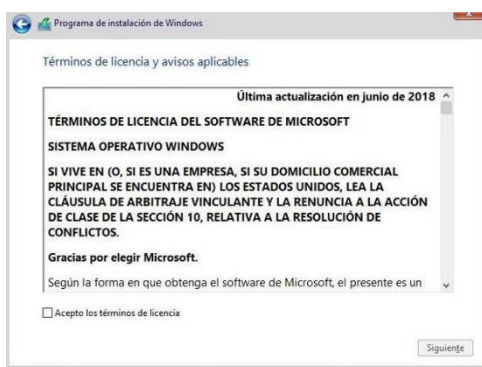 Programa de instalación de Windows
Términos de licencia y avisos aplicables
Última actualización en junio de 2018
TÉRMINOS DE LICENCIA DEL SOFTWARE DE MICROSOFT
SISTEMA OPERATIVO WINDOWS
SI VIVE EN (O, SI ES UNA EMPRESA, SI SU DOMICILIO COMERCIAL
PRINCIPAL SE ENCUENTRA EN) LOS ESTADOS UNIDOS, LEA LA
CLÁUSULA DE ARBITRAJE VINCULANTE Y LA RENUNCIA A LA ACCIÓN
DE CLASE DE LA SECCIÓN 10, RELATIVA A LA RESOLUCIÓN DE
CONFLICTOS.
Gracias por elegir Microsoft.
Según la forma en que obtenga el software de Microsoft, el presente es un
Acepto los términos de licencia
Siguiente